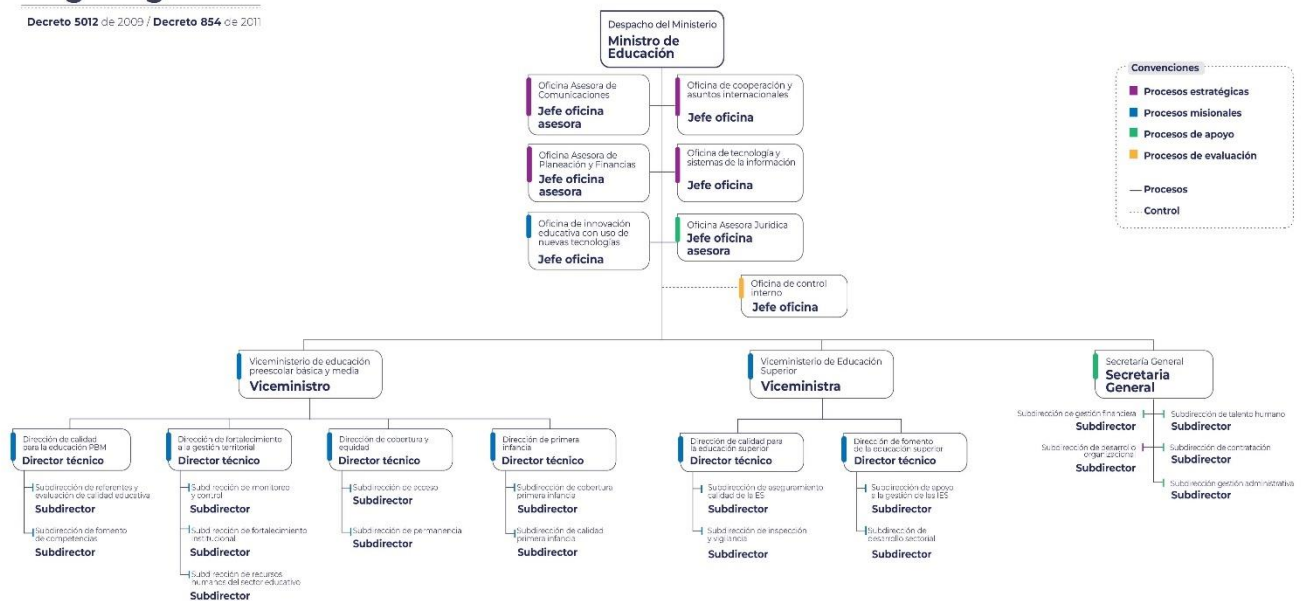 Decreto 5012 de 2009 / Decreto 854 de 2011
Despacho del Ministerio
Ministro de
Educación
Oficina Asesora de
Comunicaciones
Jefe oficina
asesora
Oficina de cooperación y
asuntos internacionales
Jefe oficina
Oficina Asesora de
Planeación y Finanzas
Jefe oficina
asesora
Oficina de tecnología y
sistemas de la información
Jefe oficina
Oficina de innovación
educativa con uso de
nuevas tecnologías
Jefe oficina
Oficina Asesora Jurídica
Jefe oficina
asesora
Oficina de control
interno
Jefe oficina
Convenciones
Procesos estratégicas
Procesos misionales
Procesos de apoyo
Procesos de evaluación
Procesos
Control
Viceministerio de educación
preescolar básica y media
Viceministro
Viceministerio de Educación
Superior
Viceministra
Secretaría General
Secretaria
General
Dirección de calidad
para la educación PBM
Director técnico
Subdirección de referentes y
evaluación de calidad educativa
Subdirector
Subdirección de fomento
de competencias
Subdirector
Dirección de fortalecimiento
a la gestión territorial
Director técnico
Subdirección de monitoreo
y control
Subdirector
Subdirección de fortalecimiento
institucional
Subdirector
Subdirección de recursos
humanos del sector educativo
Subdirector
Dirección de cobertura y
equidad
Director técnico
Subdirección de acceso
Subdirector
Subdirección de permanencia
Subdirector
Dirección de primera
infancia
Director técnico
Subdirección de cobertura
primera infancia
Subdirector
Subdirección de calidad
primera infancia
Subdirector
Dirección de calidad para
la educación superior
Director técnico
Subdirección de aseguramiento
calidad de la ES
Subdirector
Subdirección de inspección
y vigilancia
Subdirector
Dirección de fomento
de la educación superior
Director técnico
Subdirección de apoyo
a la gestión de las IES
Subdirector
Subdirección de
desarrollo sectorial
Subdirector
Subdirección de gestión financiera
Subdirector
Subdirección de talento humano
Subdirector
Subdirección de desarrollo
organizacional
Subdirector
Subdirección de contratación
Subdirector
Subdirección gestión administrativa
Subdirector